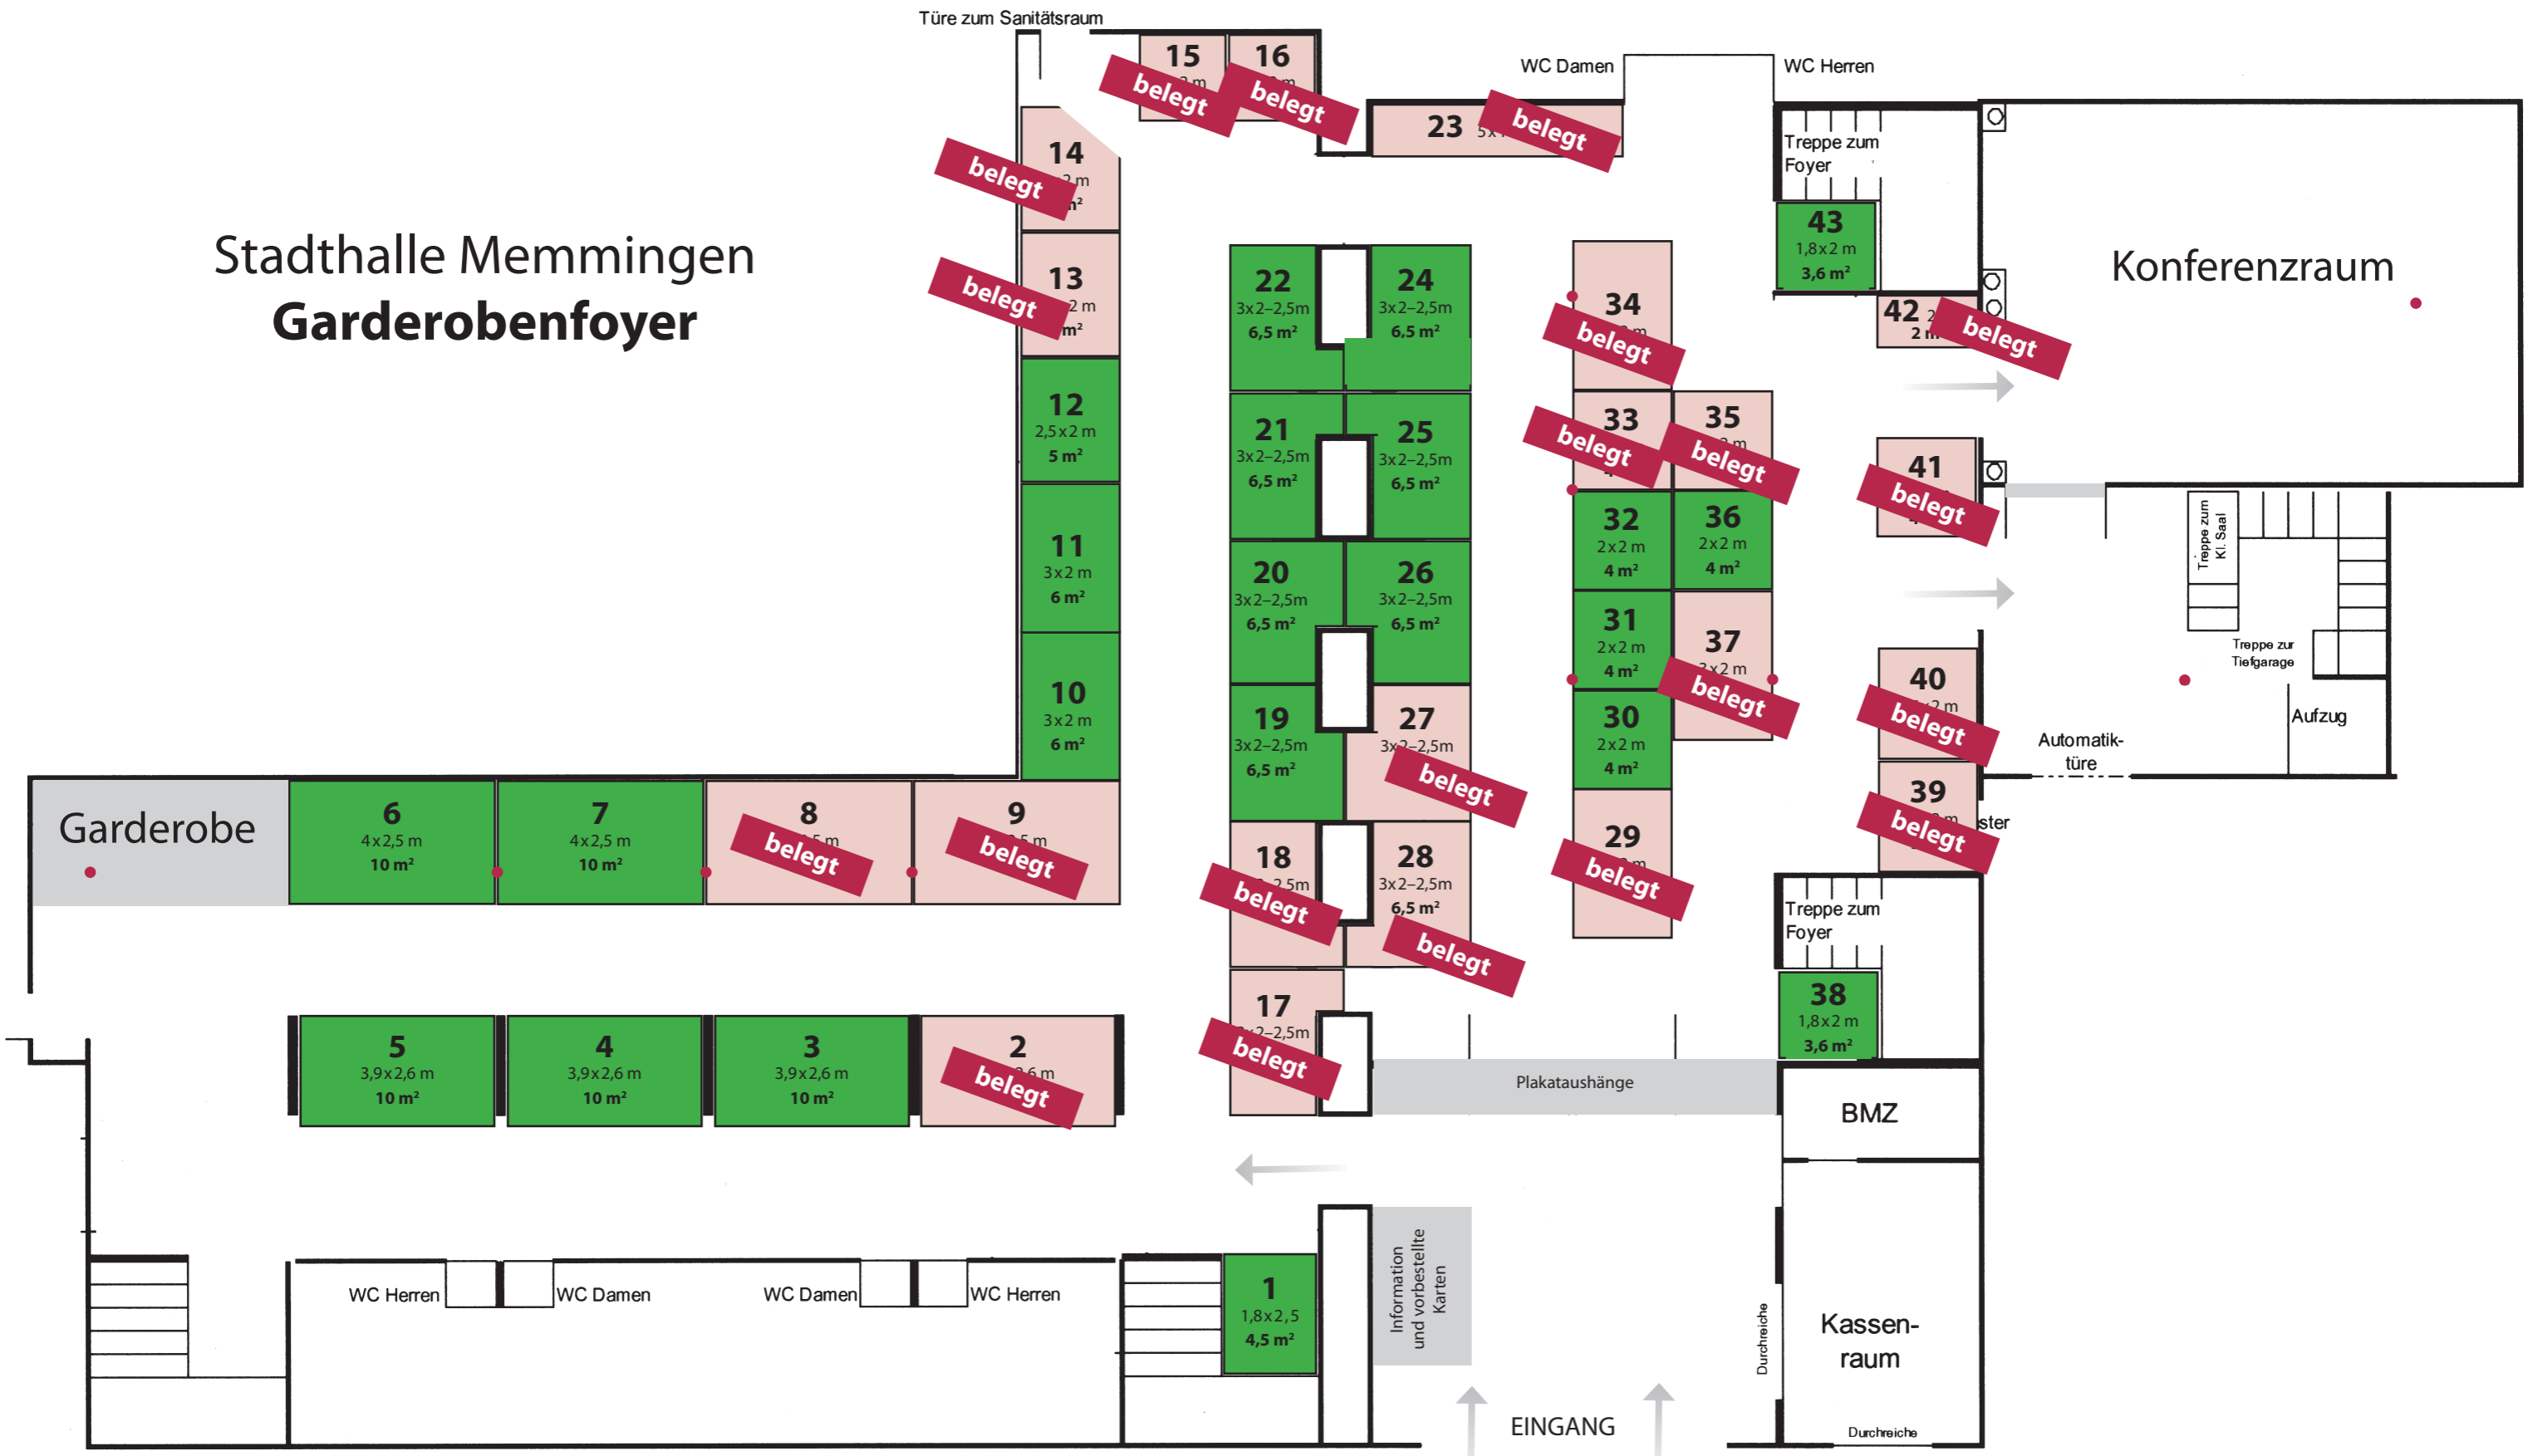 Türe zum Sanitätsraum
15
belegt
16
belegt
WC Damen
WC Herren
23
belegt
Treppe zum
Foyer
14
belegt
43
1,8x2 m
3,6 m²
Stadthalle Memmingen
Garderobenfoyer
Konferenzraum
13
belegt
22
3x2–2,5m
6,5 m²
24
3x2–2,5m
6,5 m²
34
belegt
42
belegt
12
2,5x2 m
5 m²
21
3x2–2,5m
6,5 m²
25
3x2–2,5m
6,5 m²
33
belegt
35
belegt
41
belegt
Treppe zum
Kl. Saal
11
3x2 m
6 m²
20
3x2–2,5m
6,5 m²
26
3x2–2,5m
6,5 m²
32
2x2 m
4 m²
36
2x2 m
4 m²
31
2x2 m
4 m²
37
belegt
Treppe zur
Tiefgarage
10
3x2 m
6 m²
19
3x2–2,5m
6,5 m²
27
3x2–2,5m
belegt
30
2x2 m
4 m²
40
belegt
Aufzug
Automatik-
türe
Garderobe
6
4x2,5 m
10 m²
7
4x2,5 m
10 m²
8
belegt
9
belegt
18
belegt
28
3x2–2,5m
6,5 m²
belegt
29
belegt
39
belegt
Treppe zum
Foyer
38
1,8x2 m
3,6 m²
5
3,9x2,6 m
10 m²
4
3,9x2,6 m
10 m²
3
3,9x2,6 m
10 m²
2
belegt
17
belegt
Plakataushänge
BMZ
WC Herren
WC Damen
WC Damen
WC Herren
1
1,8x2,5
4,5 m²
Information
und vorbestellte
Karten
Durchreiche
Kassen-
raum
EINGANG
Durchreiche